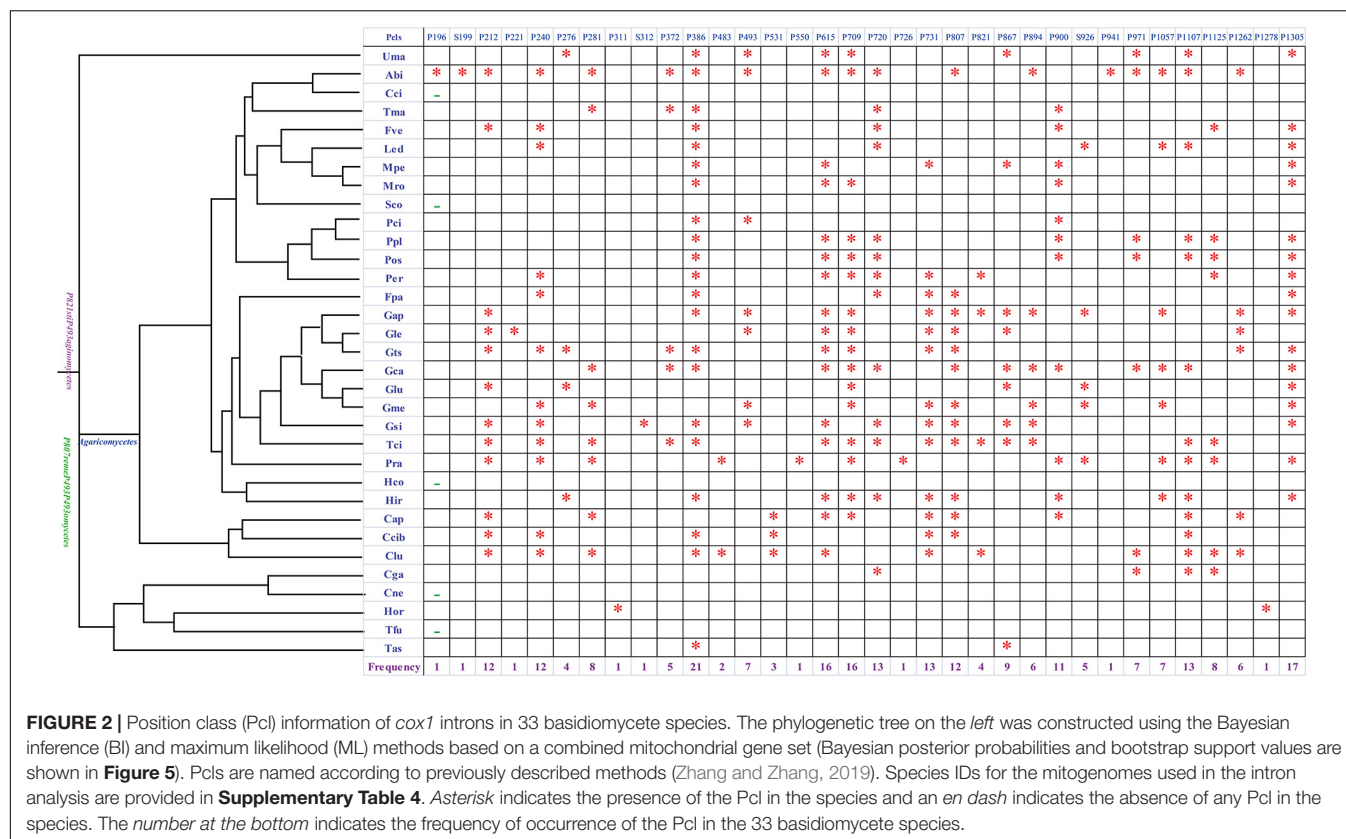 Pcls P196 S199 P212 P221 P240 P276 P281 P311 S312 P372 P386 P483 P493 P531 P550 P615 P709 P720 P726 P731 P807 P821 P867 P894 P900 S926 P941 P971 P1057 P1107 P1125 P1262 P1278 P1305
Uma * * * * * * * * *
Abi * * * * * * * * * * * * * * * * * * *
Cci –
Tma * * * * *
Fve * * * * * * *
Led * * * * * * *
Mpe * * * * * *
Mro * * * * *
Sco –
Pci * * *
Ppl * * * * * * * * *
Pos * * * * * * * * *
Per * * * * * * * * *
Fpa * * * * * *
Gap * * * * * * * * * * * * * *
Gle * * * * * * * * *
Gts * * * * * * * * * * *
Gca * * * * * * * * * * * * * *
Glu * * * * * *
Gme * * * * * * * * * *
Gsi * * * * * * * * * * * *
Tci * * * * * * * * * * * * * * *
Pra * * * * * * * * * * * * *
Hco –
Hir * * * * * * * * * * *
Cap * * * * * * * * * *
Ccib * * * * * * *
Clu * * * * * * * * * * * *
Cga * * * *
Cne –
Hor * *
Tfu –
Tas * *
Frequency 1 1 12 1 12 4 8 1 1 5 21 2 7 3 1 16 16 13 1 13 12 4 9 6 11 5 1 7 7 13 8 6 1 17
P821stiP493aginomycetes
Agaricomycetes
P807remeP493P493omycetes
FIGURE 2 | Position class (Pcl) information of cox1 introns in 33 basidiomycete species. The phylogenetic tree on the left was constructed using the Bayesian
inference (BI) and maximum likelihood (ML) methods based on a combined mitochondrial gene set (Bayesian posterior probabilities and bootstrap support values are
shown in Figure 5). Pcls are named according to previously described methods (Zhang and Zhang, 2019). Species IDs for the mitogenomes used in the intron
analysis are provided in Supplementary Table 4. Asterisk indicates the presence of the Pcl in the species and an en dash indicates the absence of any Pcl in the
species. The number at the bottom indicates the frequency of occurrence of the Pcl in the 33 basidiomycete species.